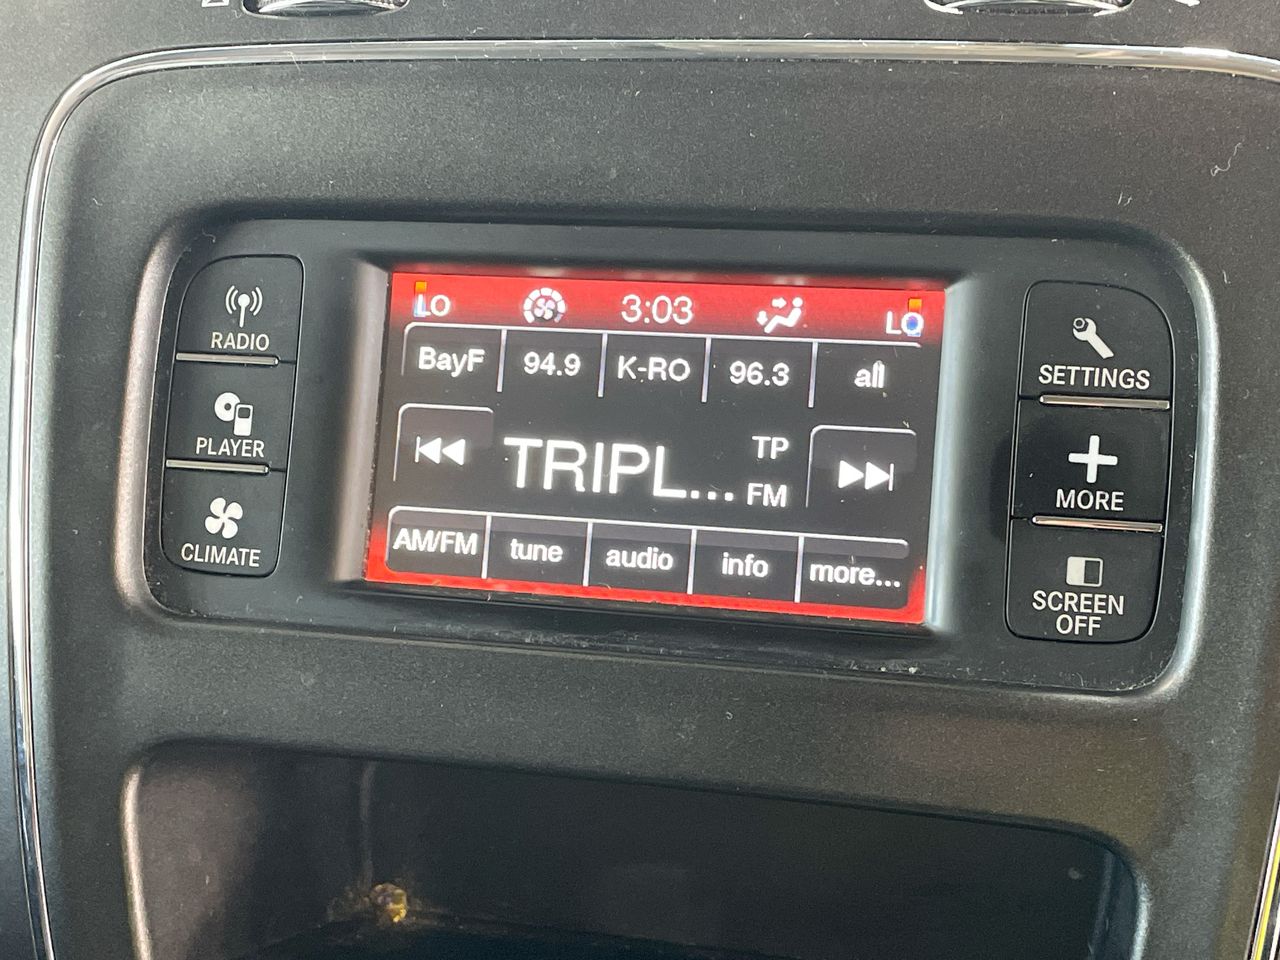 LO 3:03 LO
BayF 94.9 K-RO 96.3 all
TRIPL... TP
FM
AM/FM tune audio info more...
RADIO
PLAYER
CLIMATE
SETTINGS
MORE
SCREEN
OFF